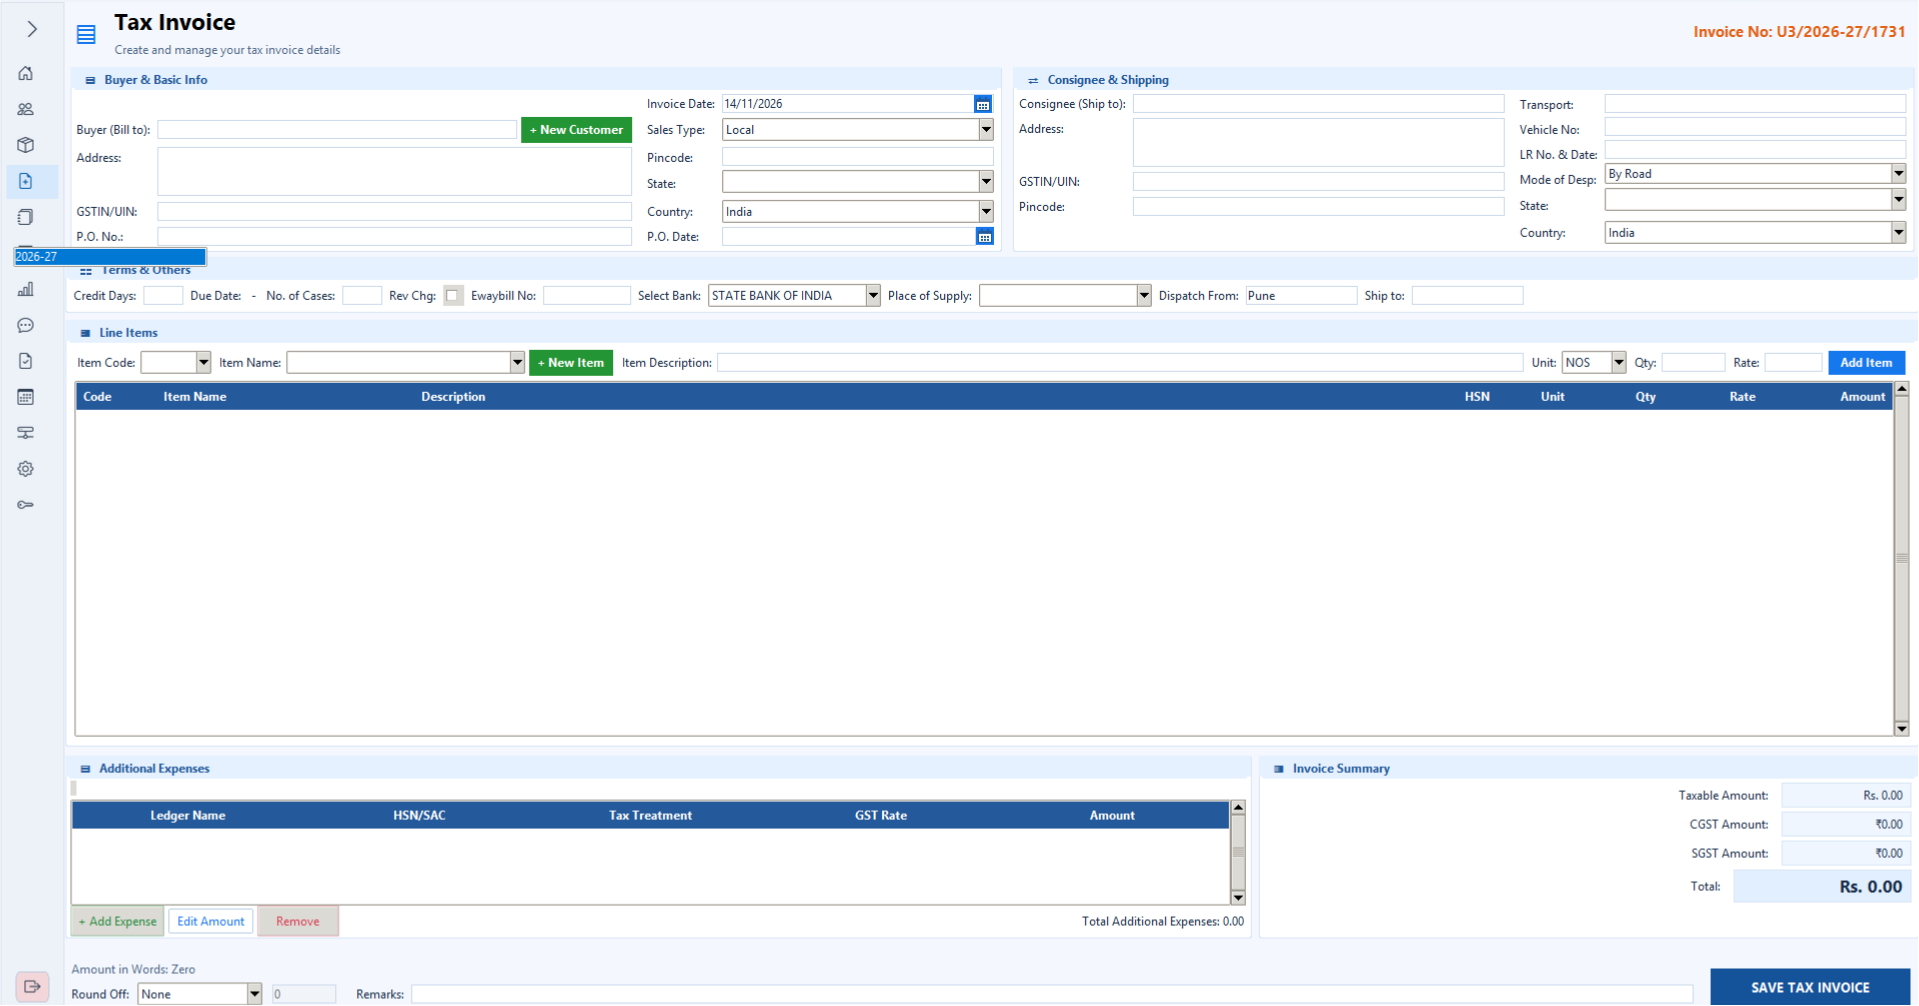 Tax Invoice
Create and manage your tax invoice details
Invoice No: U3/2026-27/1731
Buyer & Basic Info
Invoice Date: 14/11/2026
Buyer (Bill to): + New Customer Sales Type: Local
Address: Pincode:
State:
GSTIN/UIN: Country: India
P.O. No.: P.O. Date:
Consignee & Shipping
Consignee (Ship to): Transport:
Address: Vehicle No:
LR No. & Date:
GSTIN/UIN: Mode of Desp: By Road
Pincode: State:
Country: India
2026-27
Terms & Others
Credit Days: Due Date: - No. of Cases: Rev Chg: Ewaybill No: Select Bank: STATE BANK OF INDIA Place of Supply: Dispatch From: Pune Ship to:
Line Items
Item Code: Item Name: + New Item Item Description: Unit: NOS Qty: Rate: Add Item
Code Item Name Description HSN Unit Qty Rate Amount
Additional Expenses
Ledger Name HSN/SAC Tax Treatment GST Rate Amount
+ Add Expense Edit Amount Remove Total Additional Expenses: 0.00
Invoice Summary
Taxable Amount: Rs. 0.00
CGST Amount: ₹0.00
SGST Amount: ₹0.00
Total: Rs. 0.00
Amount in Words: Zero
Round Off: None 0 Remarks:
SAVE TAX INVOICE